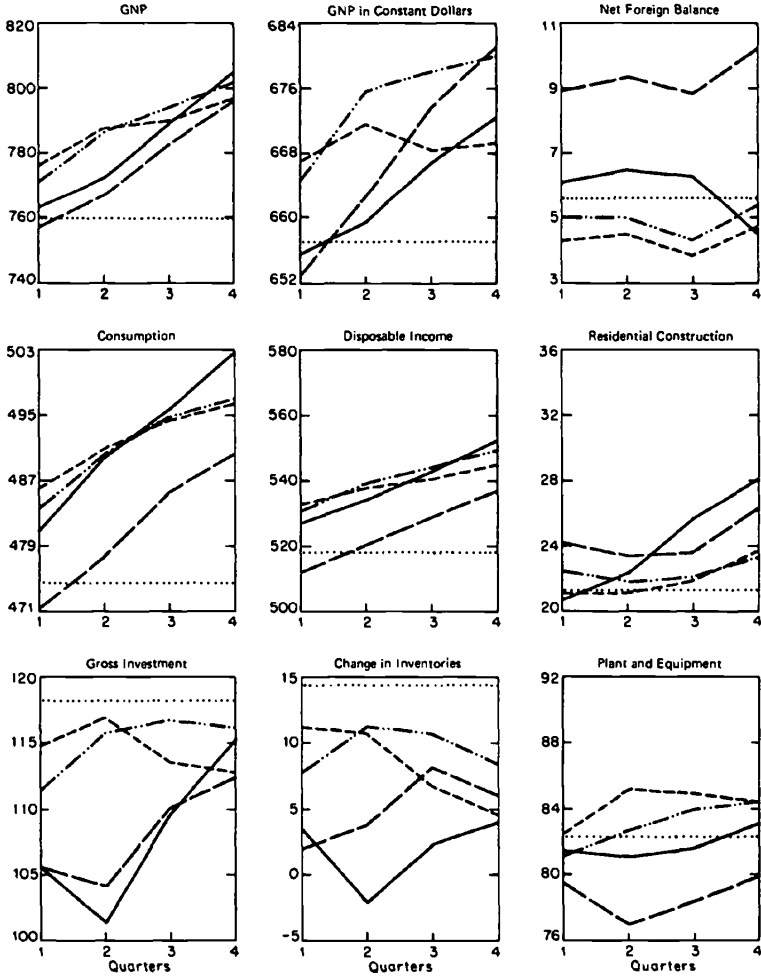 GNP
820
800
780
760
740
1 2 3 4
GNP in Constant Dollars
684
676
668
660
652
1 2 3 4
Net Foreign Balance
11
9
7
5
3
1 2 3 4
Consumption
503
495
487
479
471
1 2 3 4
Disposable Income
580
560
540
520
500
1 2 3 4
Residential Construction
36
32
28
24
20
1 2 3 4
Gross Investment
120
115
110
105
100
1 2 3 4
Quarters
Change in Inventories
15
10
5
0
-5
1 2 3 4
Quarters
Plant and Equipment
92
88
84
80
76
1 2 3 4
Quarters